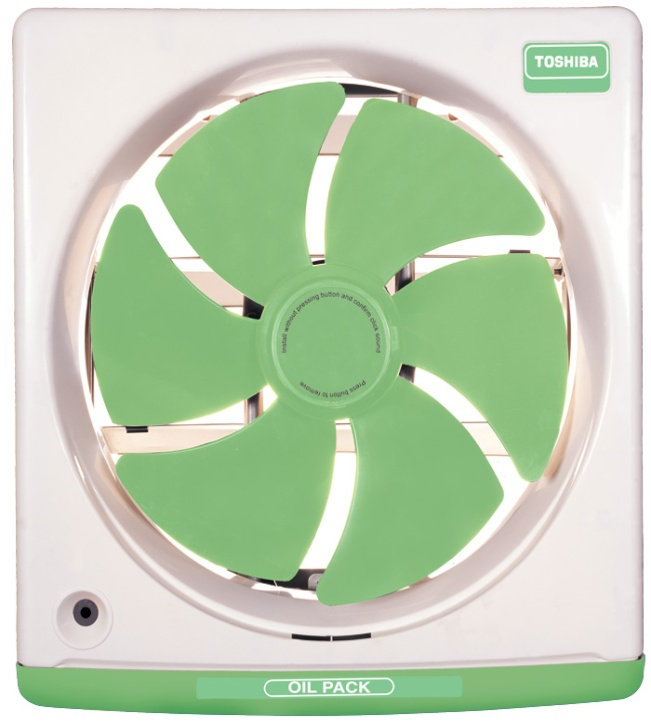 TOSHIBA
Install without pressing button and confirm click sound
Press button to remove
OIL PACK